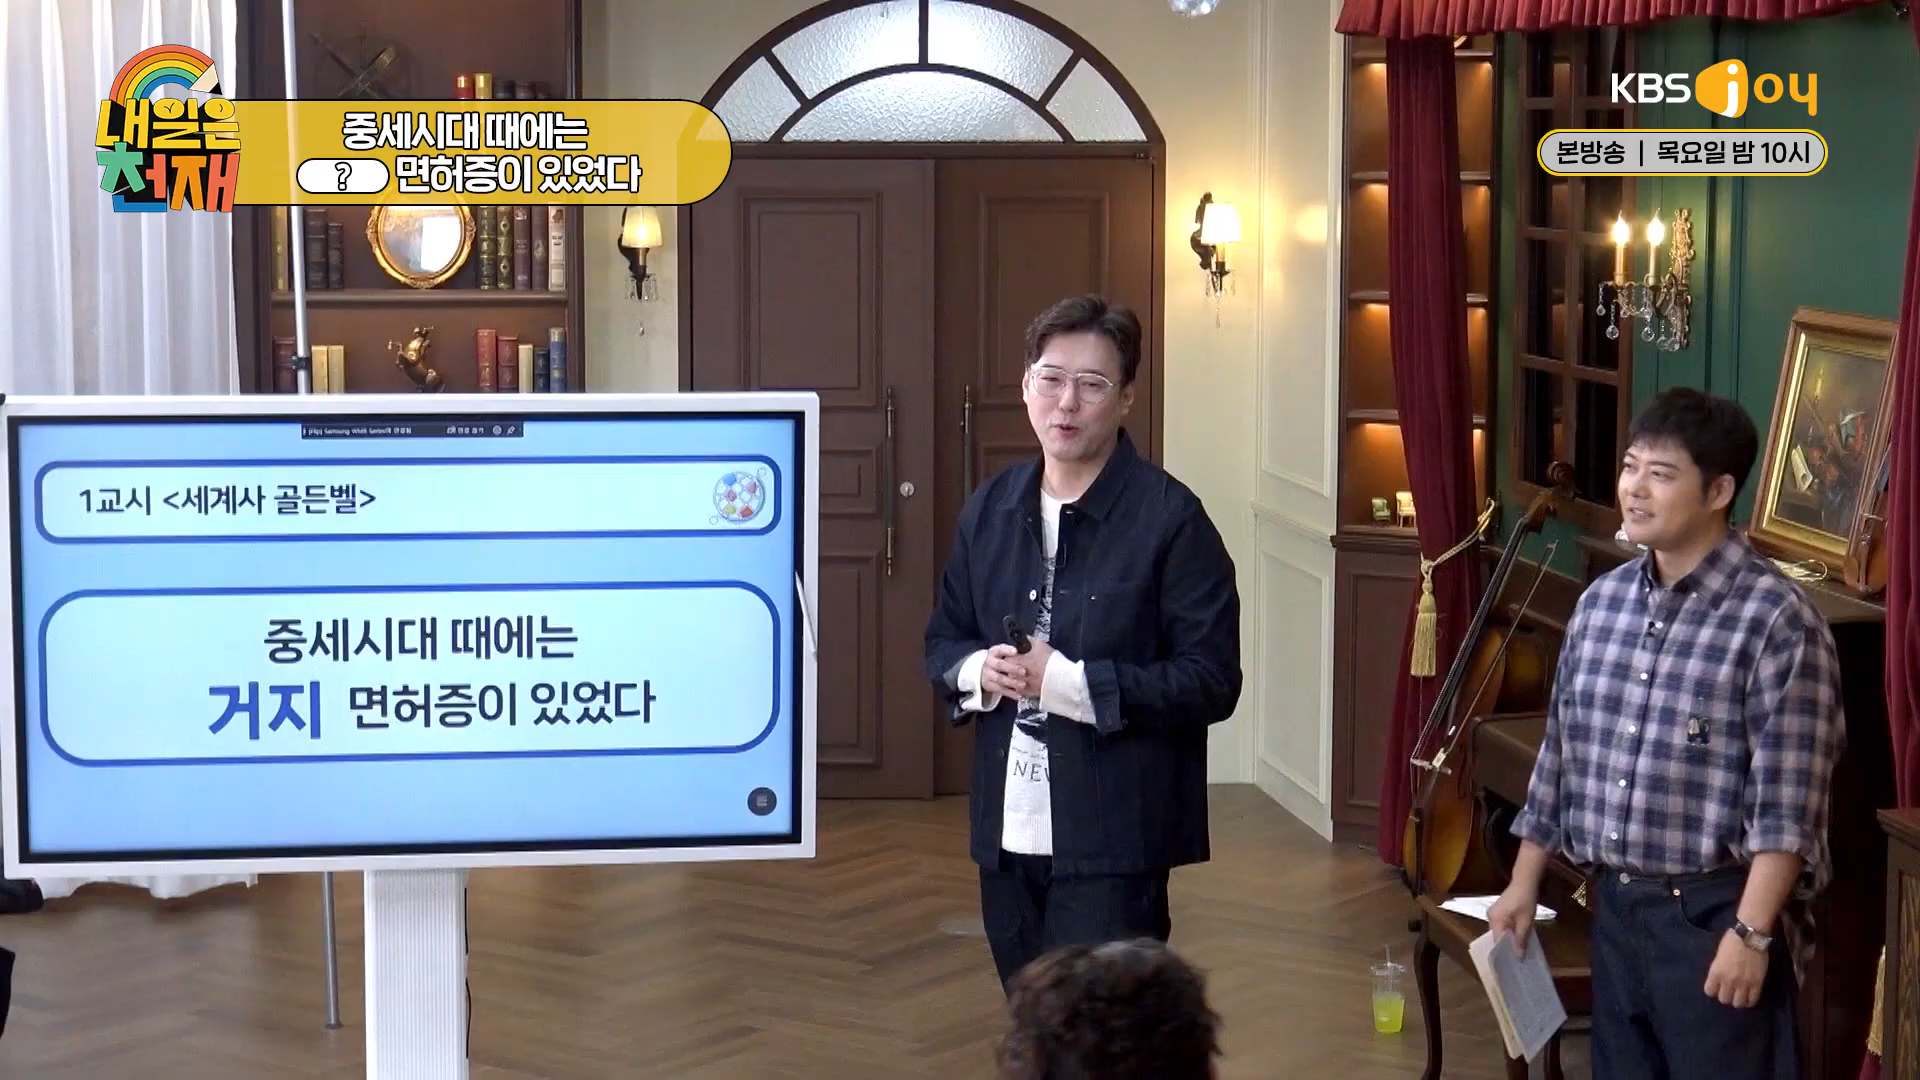 내일은
천재
중세시대 때에는
? 면허증이 있었다
KBS joy
본방송 | 목요일 밤 10시
1교시 <세계사 골든벨>
중세시대 때에는
거지 면허증이 있었다
NEW